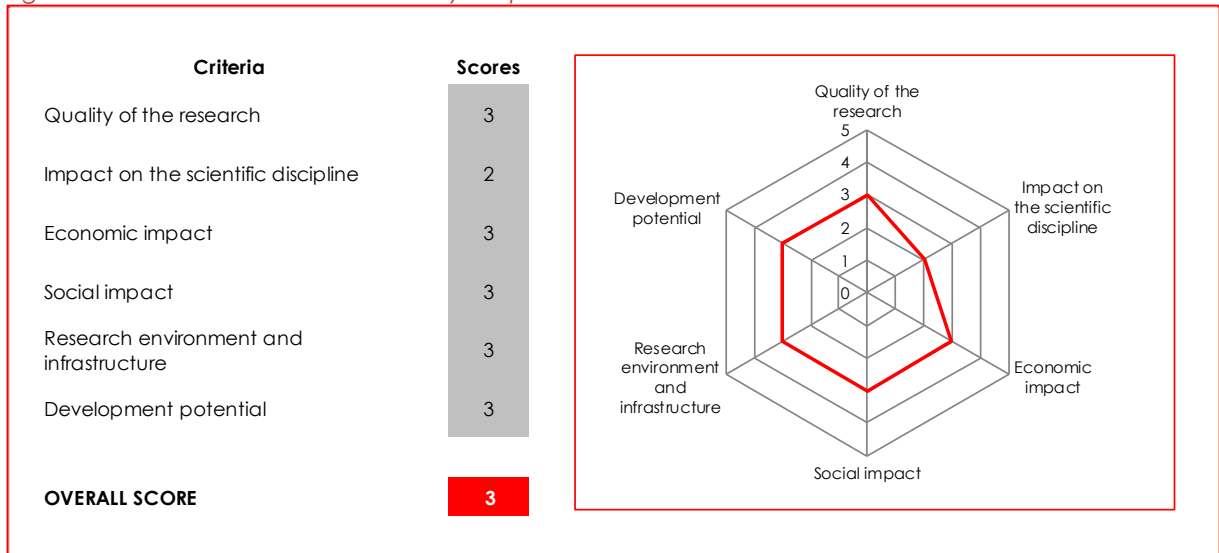 Criteria Scores
Quality of the research 3
Impact on the scientific discipline 2
Economic impact 3
Social impact 3
Research environment and
infrastructure 3
Development potential 3
OVERALL SCORE 3
Quality of the
research
5
4
3
2
1
0
Impact on
the scientific
discipline
Economic
impact
Social impact
Research
environment
and
infrastructure
Development
potential